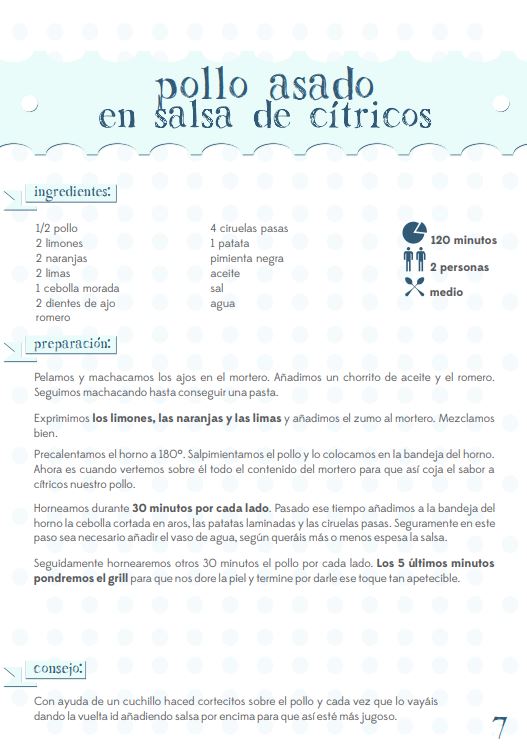 pollo asado
en salsa de cítricos
ingredientes:
1/2 pollo
2 limones
2 naranjas
2 limas
1 cebolla morada
2 dientes de ajo
romero
4 ciruelas pasas
1 patata
pimienta negra
aceite
sal
agua
120 minutos
2 personas
medio
preparación:
Pelamos y machacamos los ajos en el mortero. Añadimos un chorrito de aceite y el romero.
Seguimos machacando hasta conseguir una pasta.
Exprimimos los limones, las naranjas y las limas y añadimos el zumo al mortero. Mezclamos
bien.
Precalentamos el horno a 180º. Salpimientamos el pollo y lo colocamos en la bandeja del horno.
Ahora es cuando vertemos sobre él todo el contenido del mortero para que así coja el sabor a
cítricos nuestro pollo.
Horneamos durante 30 minutos por cada lado. Pasado ese tiempo añadimos a la bandeja del
horno la cebolla cortada en aros, las patatas laminadas y las ciruelas pasas. Seguramente en este
paso sea necesario añadir el vaso de agua, según queráis más o menos espesa la salsa.
Seguidamente hornearemos otros 30 minutos el pollo por cada lado. Los 5 últimos minutos
pondremos el grill para que nos dore la piel y termine por darle ese toque tan apetecible.
consejo:
Con ayuda de un cuchillo haced cortecitos sobre el pollo y cada vez que lo vayáis
dando la vuelta id añadiendo salsa por encima para que así esté más jugoso.
7